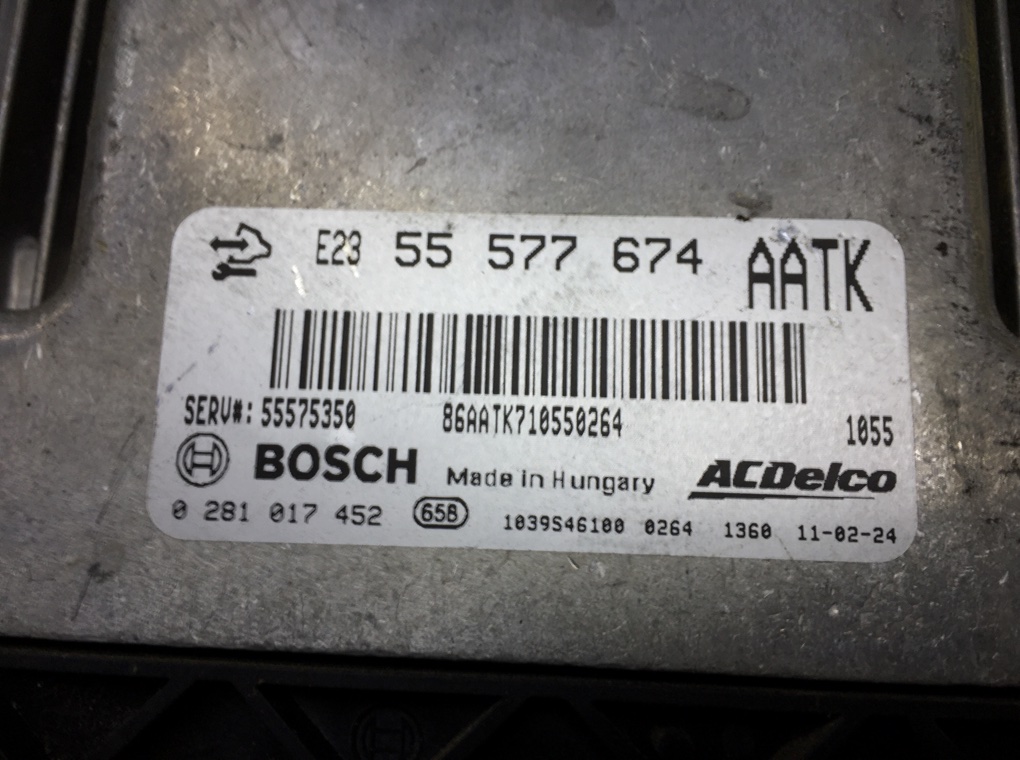 E23 55 577 674 AATK
SERV#: 55575350 86AATK710550264 1055
BOSCH Made in Hungary ACDelco
0 281 017 452 658 1039S46100 0264 1360 11-02-24